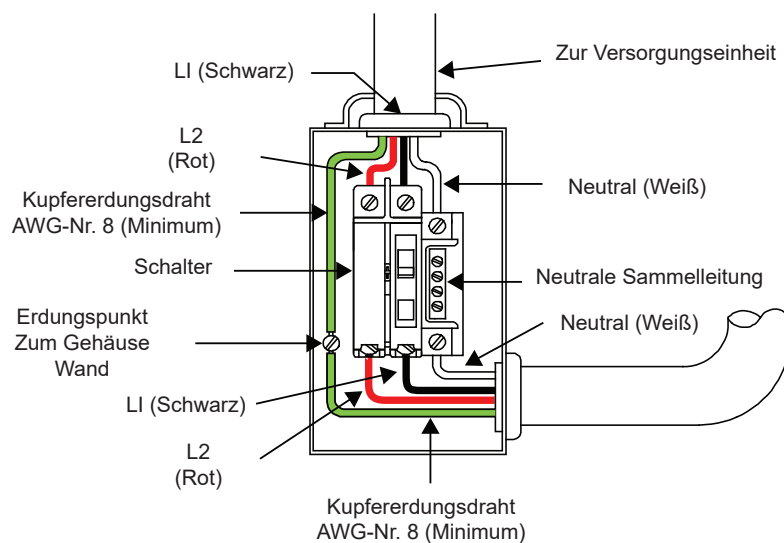 LI (Schwarz)
Zur Versorgungseinheit
L2
(Rot)
Neutral (Weiß)
Kupfererdungsdraht
AWG-Nr. 8 (Minimum)
Schalter
Neutrale Sammelleitung
Erdungspunkt
Zum Gehäuse
Wand
Neutral (Weiß)
LI (Schwarz)
L2
(Rot)
Kupfererdungsdraht
AWG-Nr. 8 (Minimum)